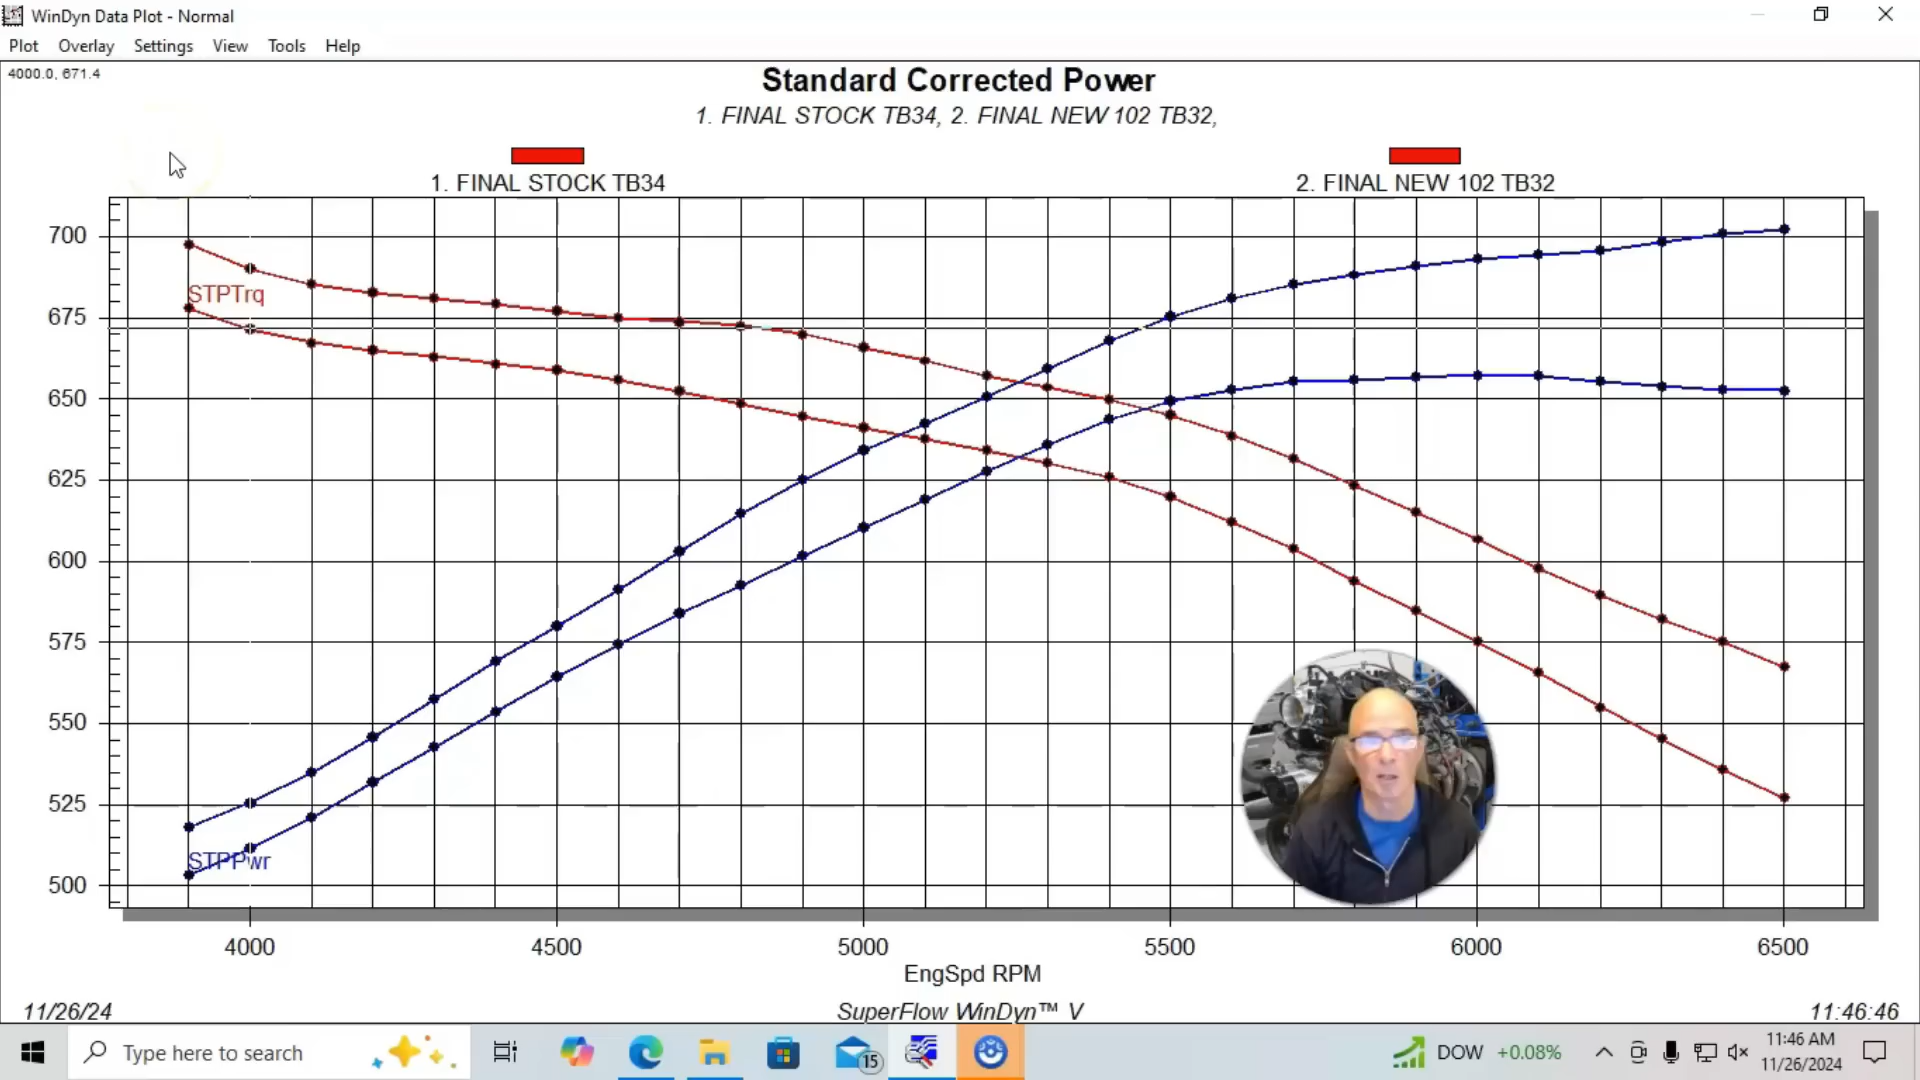 WinDyn Data Plot - Normal
Plot Overlay Settings View Tools Help
4000.0, 671.4
Standard Corrected Power
1. FINAL STOCK TB34, 2. FINAL NEW 102 TB32,
1. FINAL STOCK TB34
2. FINAL NEW 102 TB32
700
STPTrq
675
650
625
600
575
550
525
STPPwr
500
4000 4500 5000 5500 6000 6500
EngSpd RPM
11/26/24
SuperFlow WinDyn™ V
11:46:46
Type here to search
15
DOW +0.08%
11:46 AM
11/26/2024